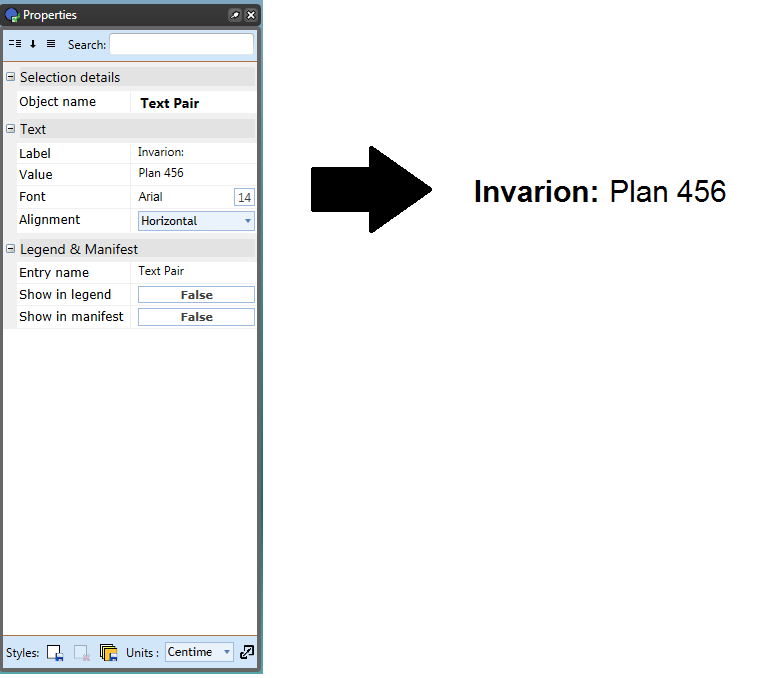 Properties
Search:
Selection details
Object name Text Pair
Text
Label Invarion:
Value Plan 456
Font Arial 14
Alignment Horizontal
Legend & Manifest
Entry name Text Pair
Show in legend False
Show in manifest False
Styles: Units : Centime
Invarion: Plan 456